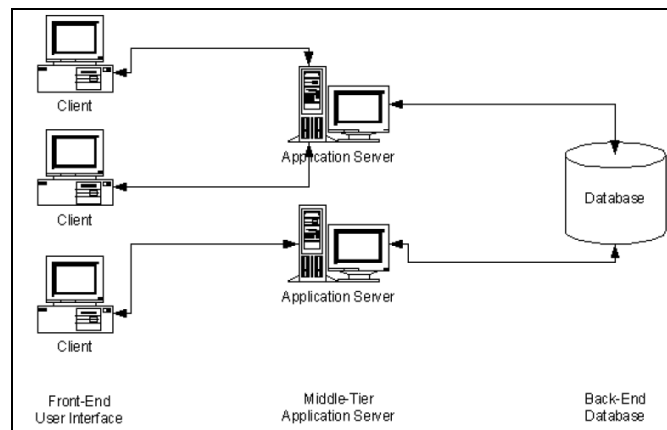 Client
Application Server
Client
Database
Application Server
Client
Front-End
User Interface
Middle-Tier
Application Server
Back-End
Database